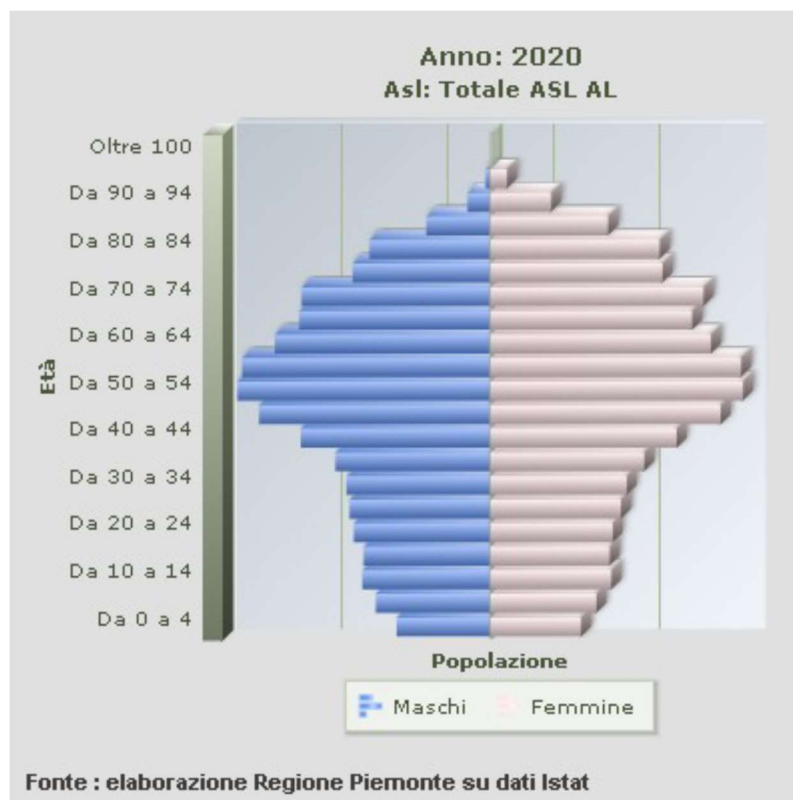 Anno: 2020
Asl: Totale ASL AL
Oltre 100
Da 90 a 94
Da 80 a 84
Da 70 a 74
Da 60 a 64
Da 50 a 54
Da 40 a 44
Da 30 a 34
Da 20 a 24
Da 10 a 14
Da 0 a 4
Età
Popolazione
Maschi Femmine
Fonte : elaborazione Regione Piemonte su dati Istat